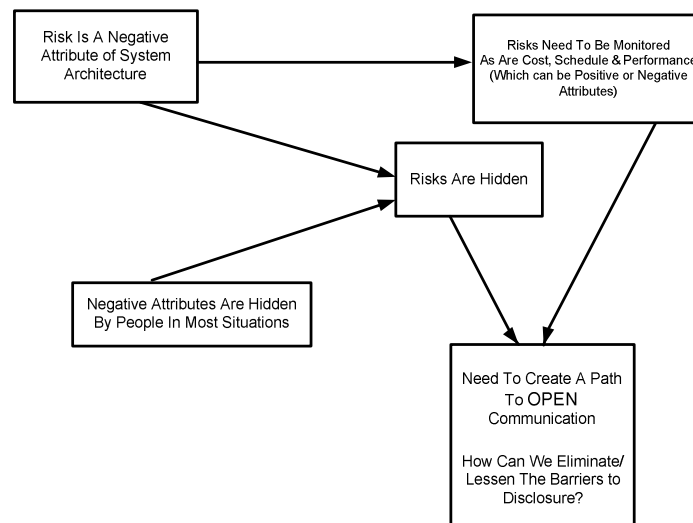 Risk Is A Negative
Attribute of System
Architecture
Risks Need To Be Monitored
As Are Cost, Schedule & Performance
(Which can be Positive or Negative
Attributes)
Risks Are Hidden
Negative Attributes Are Hidden
By People In Most Situations
Need To Create A Path
To OPEN
Communication
How Can We Eliminate/
Lessen The Barriers to
Disclosure?